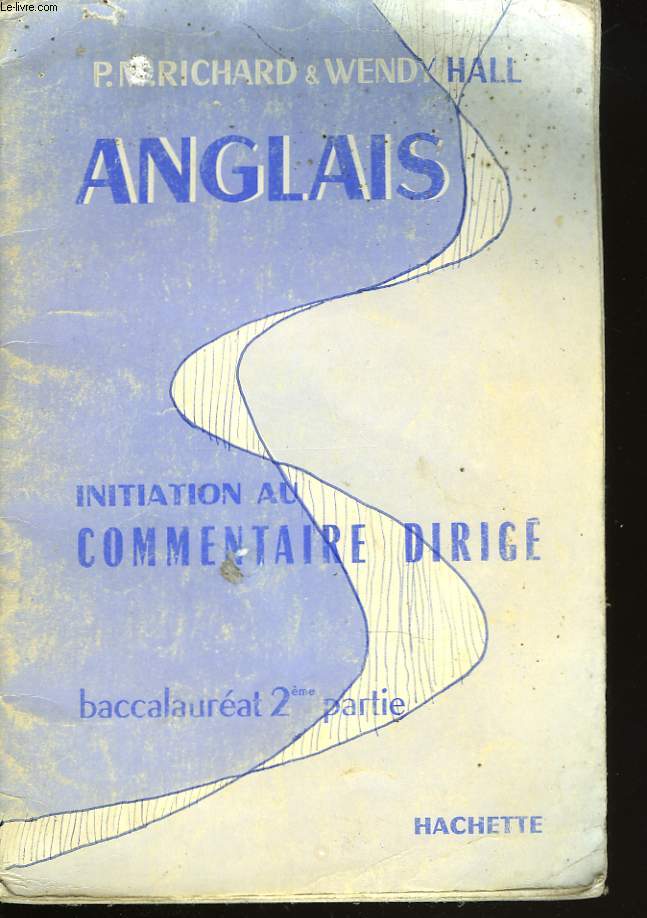 Le-livre.com
P.M.RICHARD & WENDY HALL
ANGLAIS
INITIATION AU
COMMENTAIRE DIRIGÉ
baccalauréat 2ème partie
HACHETTE